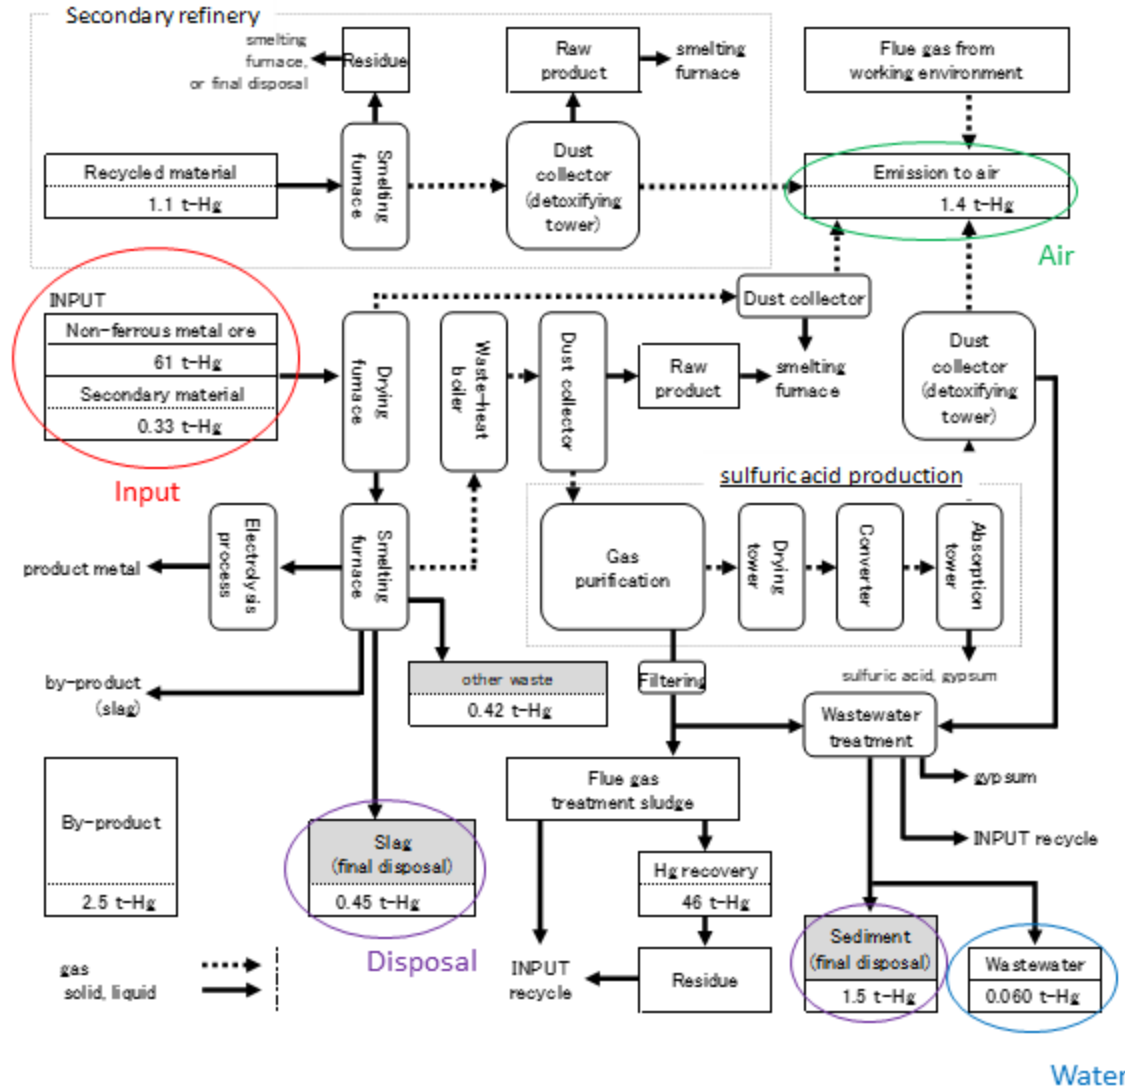 Secondary refinery
smelting
furnace,
or final disposal
Residue
Raw
product
smelting
furnace
Flue gas from
working environment
Recycled material
1.1 t-Hg
Smelting
furnace
Dust
collector
(detoxifying
tower)
Emission to air
1.4 t-Hg
Air
INPUT
Non-ferrous metal ore
61 t-Hg
Secondary material
0.33 t-Hg
Input
Drying
furnace
Waste-heat
boiler
Dust collector
Raw
product
smelting
furnace
Dust collector
Dust
collector
(detoxifying
tower)
sulfuric acid production
product metal
Electrolysis
process
Smelting
furnace
Gas
purification
Drying
tower
Converter
Absorption
tower
by-product
(slag)
other waste
0.42 t-Hg
Filtering
sulfuric acid, gypsum
Wastewater
treatment
gypsum
INPUT recycle
By-product
2.5 t-Hg
Slag
(final disposal)
0.45 t-Hg
Disposal
Flue gas
treatment sludge
Hg recovery
46 t-Hg
INPUT
recycle
Residue
Sediment
(final disposal)
1.5 t-Hg
Wastewater
0.060 t-Hg
Water
gas
solid, liquid